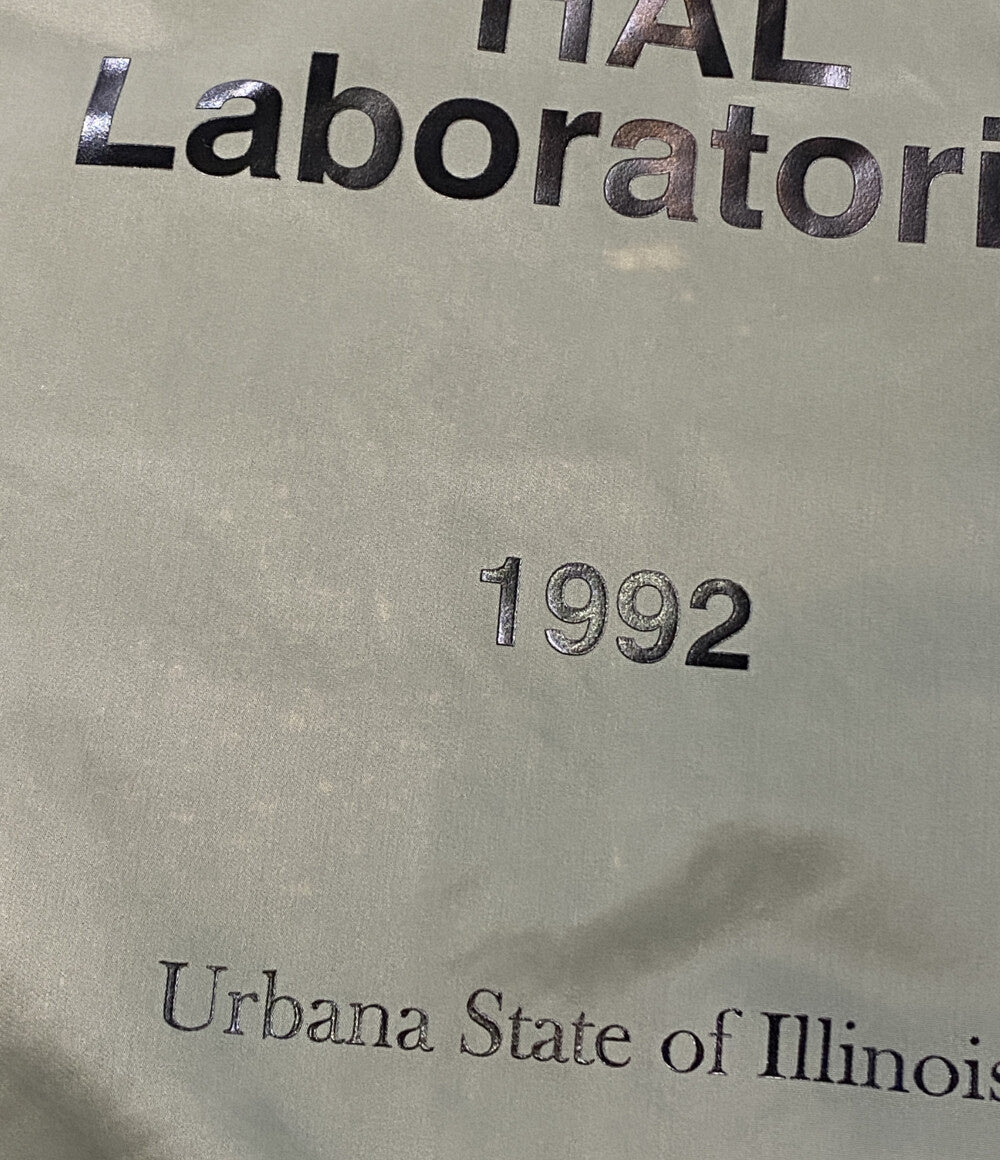 HAL
Laboratori
1992
Urbana State of Illinois